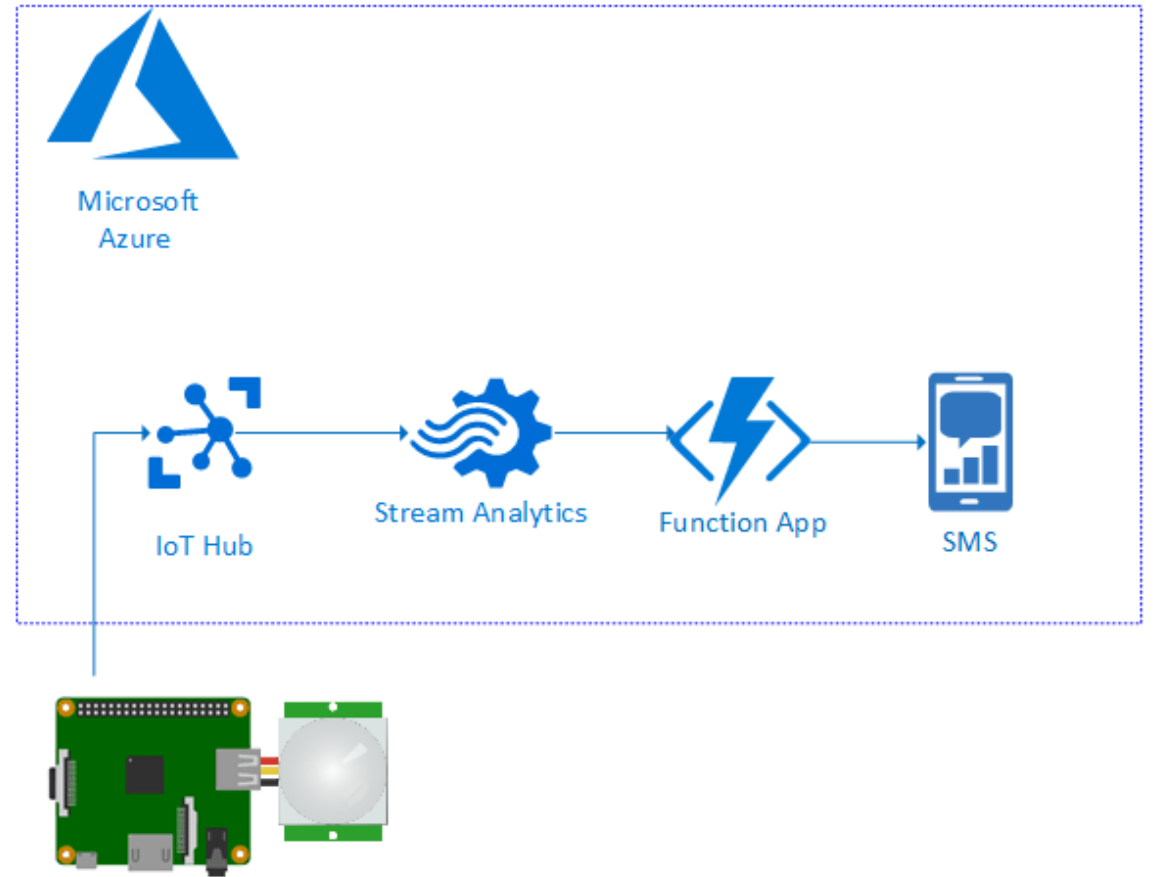 Microsoft
Azure
IoT Hub
Stream Analytics
Function App
SMS